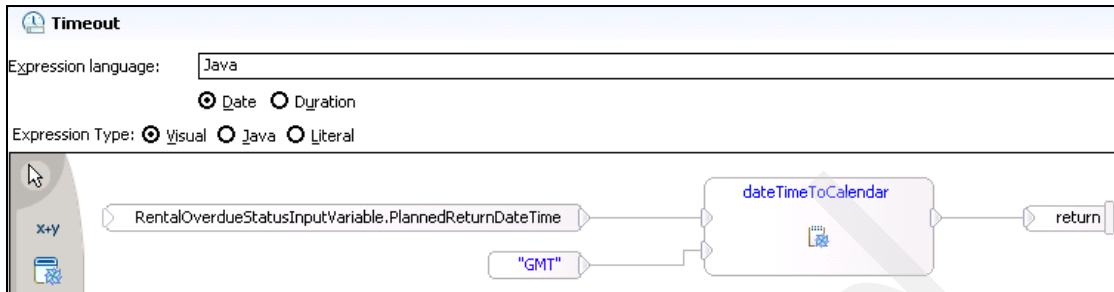 Timeout
Expression language: Java
Date Duration
Expression Type: Visual Java Literal
dateTimeToCalendar
x+y RentalOverdueStatusInputVariable.PlannedReturnDateTime return
"GMT"